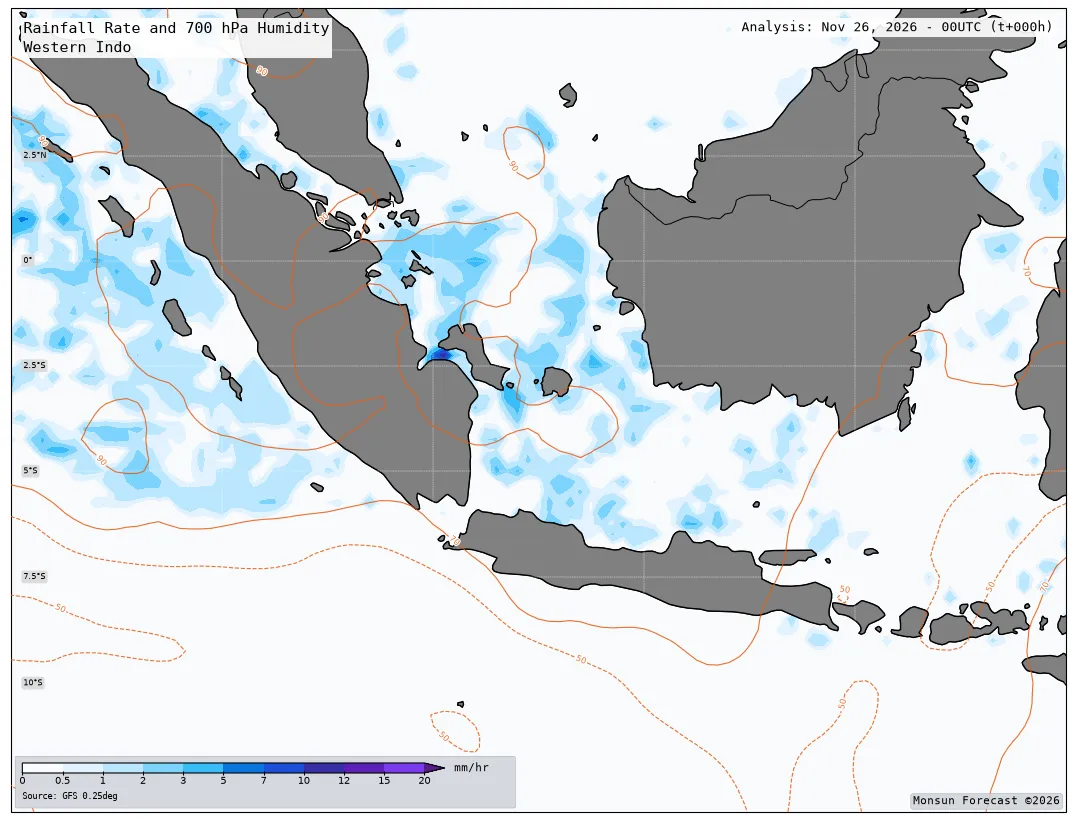 Rainfall Rate and 700 hPa Humidity
Western Indo
Analysis: Nov 26, 2026 - 00UTC (t+000h)
90
90
90
2.5°N
0°
70
2.5°S
90
5°S
70
7.5°S
50
50
50
70
50
10°S
50
50
0 0.5 1 2 3 5 7 10 12 15 20 mm/hr
Source: GFS 0.25deg
Monsun Forecast ©2026